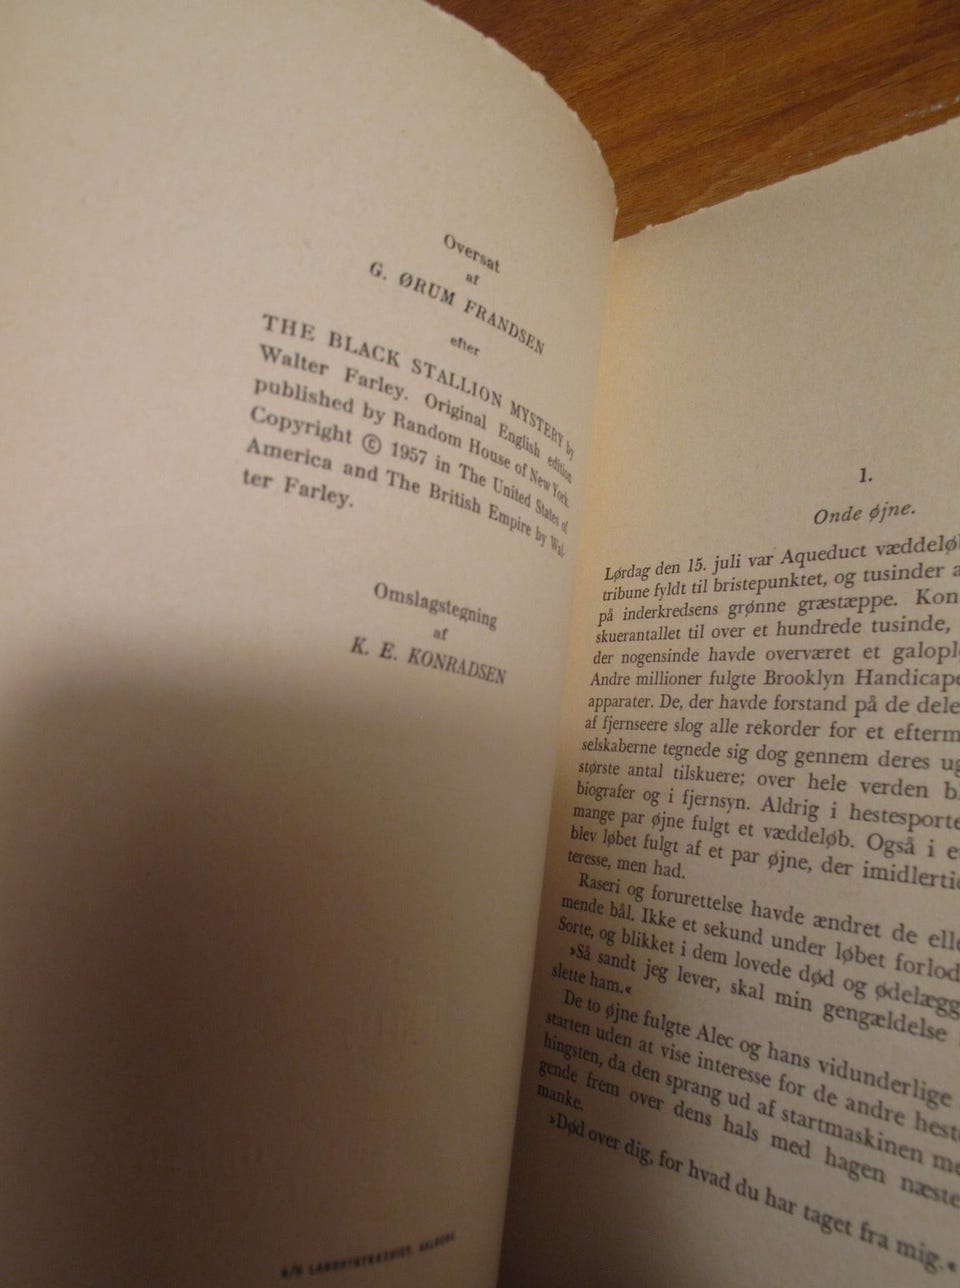 Oversat
af
G. ØRUM FRANDSEN
efter
THE BLACK STALLION MYSTERY by
Walter Farley. Original English edition
published by Random House of New York.
Copyright © 1957 in The United States of
America and The British Empire by Wal-
ter Farley.
Omslagstegning
af
K. E. KONRADSEN
A/S LANDSTRYKKERIET, AALBORG
1.
Onde øjne.
Lørdag den 15. juli var Aqueduct væddelø
tribune fyldt til bristepunktet, og tusinder a
på inderkredsens grønne græstæppe. Kon
skuerantallet til over et hundrede tusinde,
der nogensinde havde overværet et galopl
Andre millioner fulgte Brooklyn Handicap
apparater. De, der havde forstand på de dele
af fjernseere slog alle rekorder for et efterm
selskaberne tegnede sig dog gennem deres ug
største antal tilskuere; over hele verden b
biografer og i fjernsyn. Aldrig i hestesporte
mange par øjne fulgt et væddeløb. Også i e
blev løbet fulgt af et par øjne, der imidlertid
teresse, men had.
Raseri og forurettelse havde ændret de elle
mende bål. Ikke et sekund under løbet forlod
Sorte, og blikket i dem lovede død og ødelægg
»Så sandt jeg lever, skal min gengældelse
slette ham.«
De to øjne fulgte Alec og hans vidunderlige
starten uden at vise interesse for de andre hest
hingsten, da den sprang ud af startmaskinen me
gende frem over dens hals med hagen næste
manke.
»Død over dig, for hvad du har taget fra mig.«